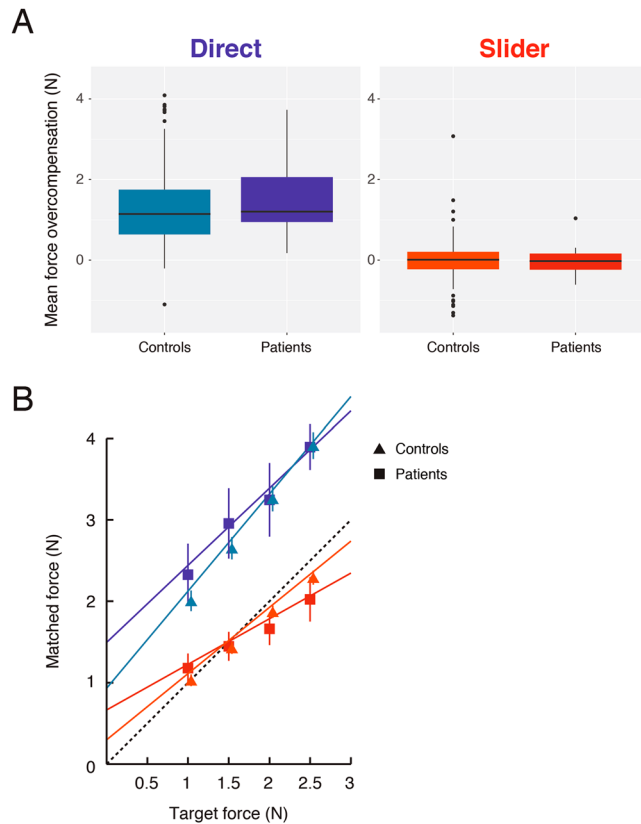 A
Direct
Slider
Mean force overcompensation (N)
4
2
0
4
2
0
Controls
Patients
Controls
Patients
B
Matched force (N)
4
3
2
1
0
0.5
1
1.5
2
2.5
3
Target force (N)
Controls
Patients